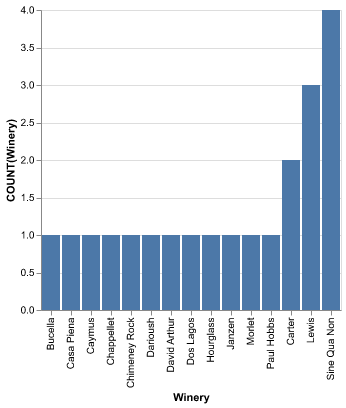 4.0
3.5
3.0
2.5
2.0
1.5
1.0
0.5
0.0
COUNT(Winery)
Bucella
Casa Piena
Caymus
Chappellet
Chimeney Rock
Darioush
David Arthur
Dos Lagos
Hourglass
Janzen
Morlet
Paul Hobbs
Carter
Lewis
Sine Qua Non
Winery